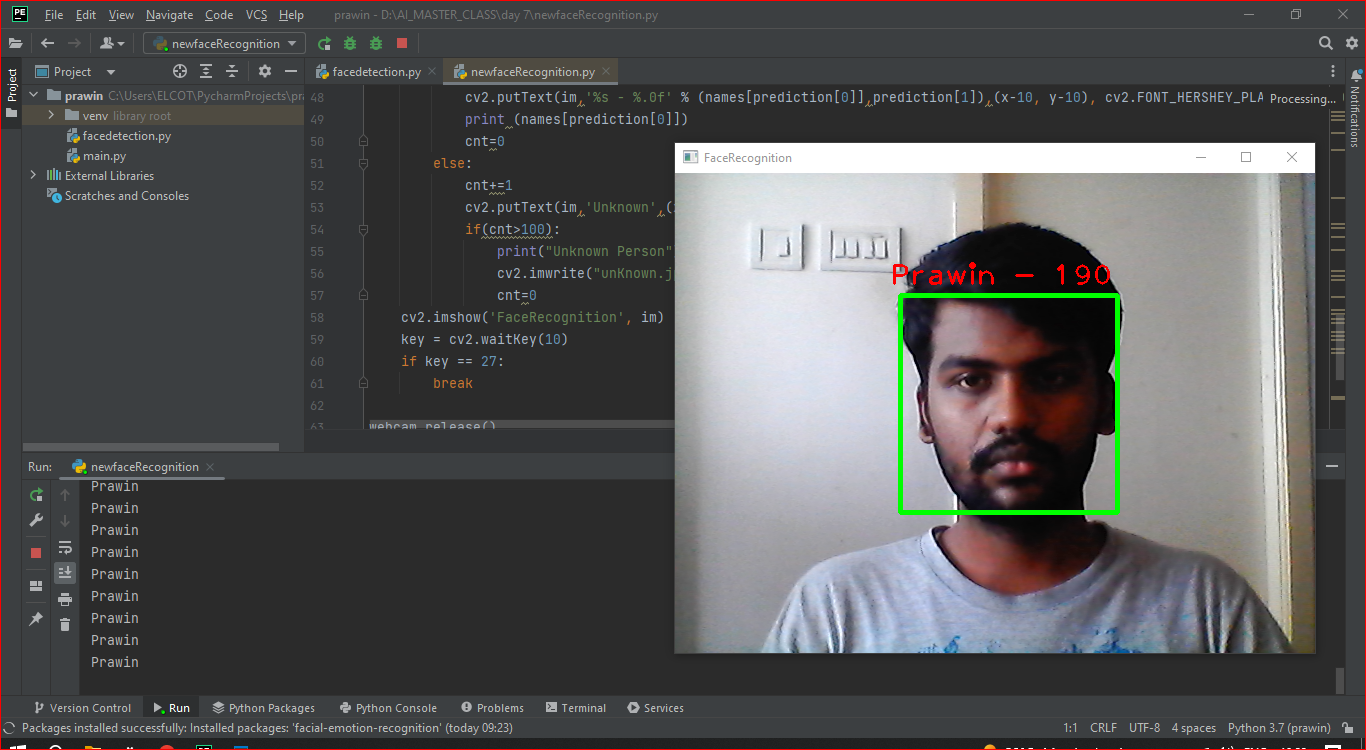 File Edit View Navigate Code VCS Help prawin - D:\AI_MASTER_CLASS\day 7\newfaceRecognition.py
newfaceRecognition
Project
facedetection.py
newfaceRecognition.py
Project
Notifications
prawin C:\Users\ELCOT\PycharmProjects\pra
venv library root
facedetection.py
main.py
External Libraries
Scratches and Consoles
48 cv2.putText(im,'%s - %.0f' % (names[prediction[0]],prediction[1]),(x-10, y-10), cv2.FONT_HERSHEY_PLA Processing...
49 print (names[prediction[0]])
50 cnt=0
51 else:
52 cnt+=1
53 cv2.putText(im,'Unknown',(
54 if(cnt>100):
55 print("Unknown Person"
56 cv2.imwrite("unKnown.j
57 cnt=0
58 cv2.imshow('FaceRecognition', im)
59 key = cv2.waitKey(10)
60 if key == 27:
61 break
62
63 webcam.release()
FaceRecognition
Prawin - 190
Run: newfaceRecognition
Prawin
Prawin
Prawin
Prawin
Prawin
Prawin
Prawin
Prawin
Prawin
Version Control Run Python Packages Python Console Problems Terminal Services
Packages installed successfully: Installed packages: 'facial-emotion-recognition' (today 09:23) 1:1 CRLF UTF-8 4 spaces Python 3.7 (prawin)